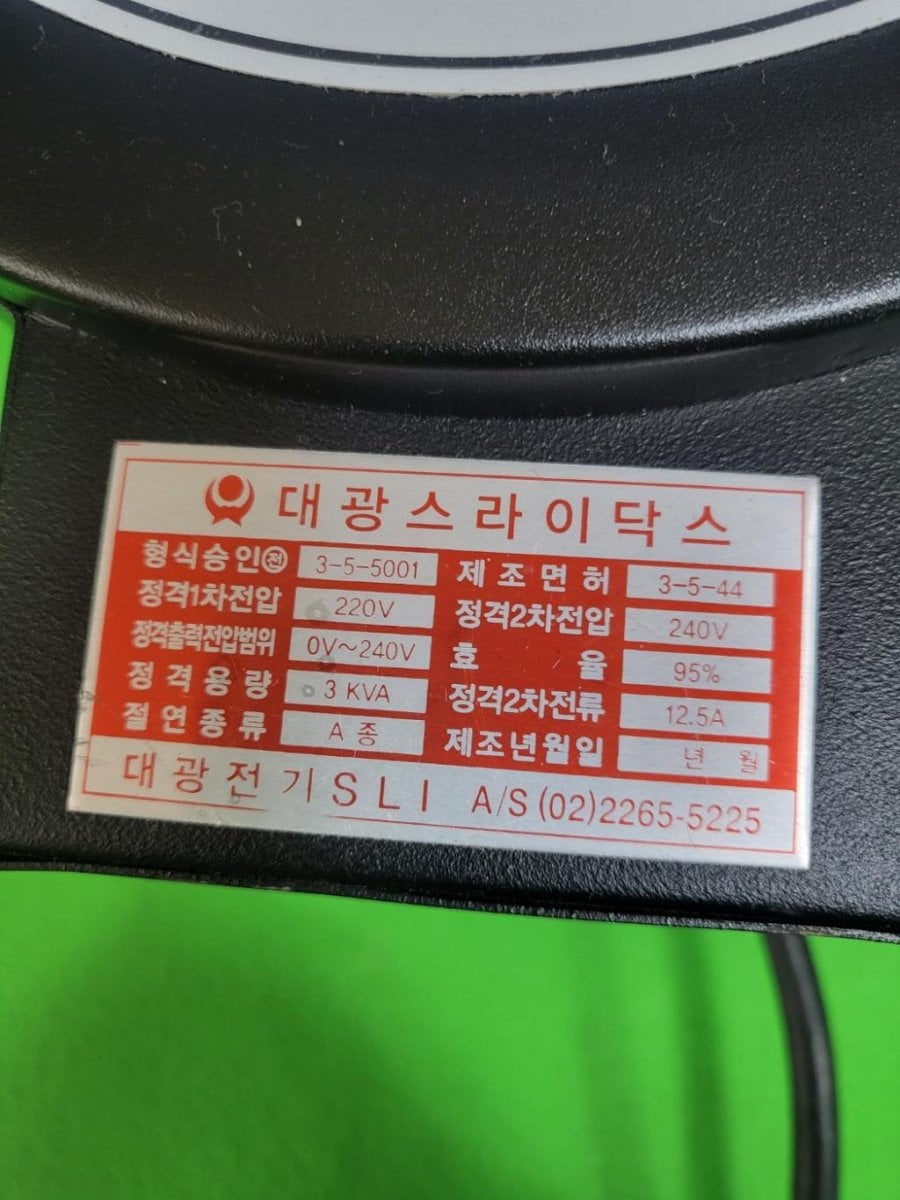 대광스라이닥스
형식승인㉠ 3-5-5001 제조면허 3-5-44
정격1차전압 220V 정격2차전압 240V
정격출력전압범위 0V~240V 효율 95%
정격용량 3 KVA 정격2차전류 12.5A
절연종류 A 종 제조년월일 년 월
대광전기SLI A/S (02)2265-5225